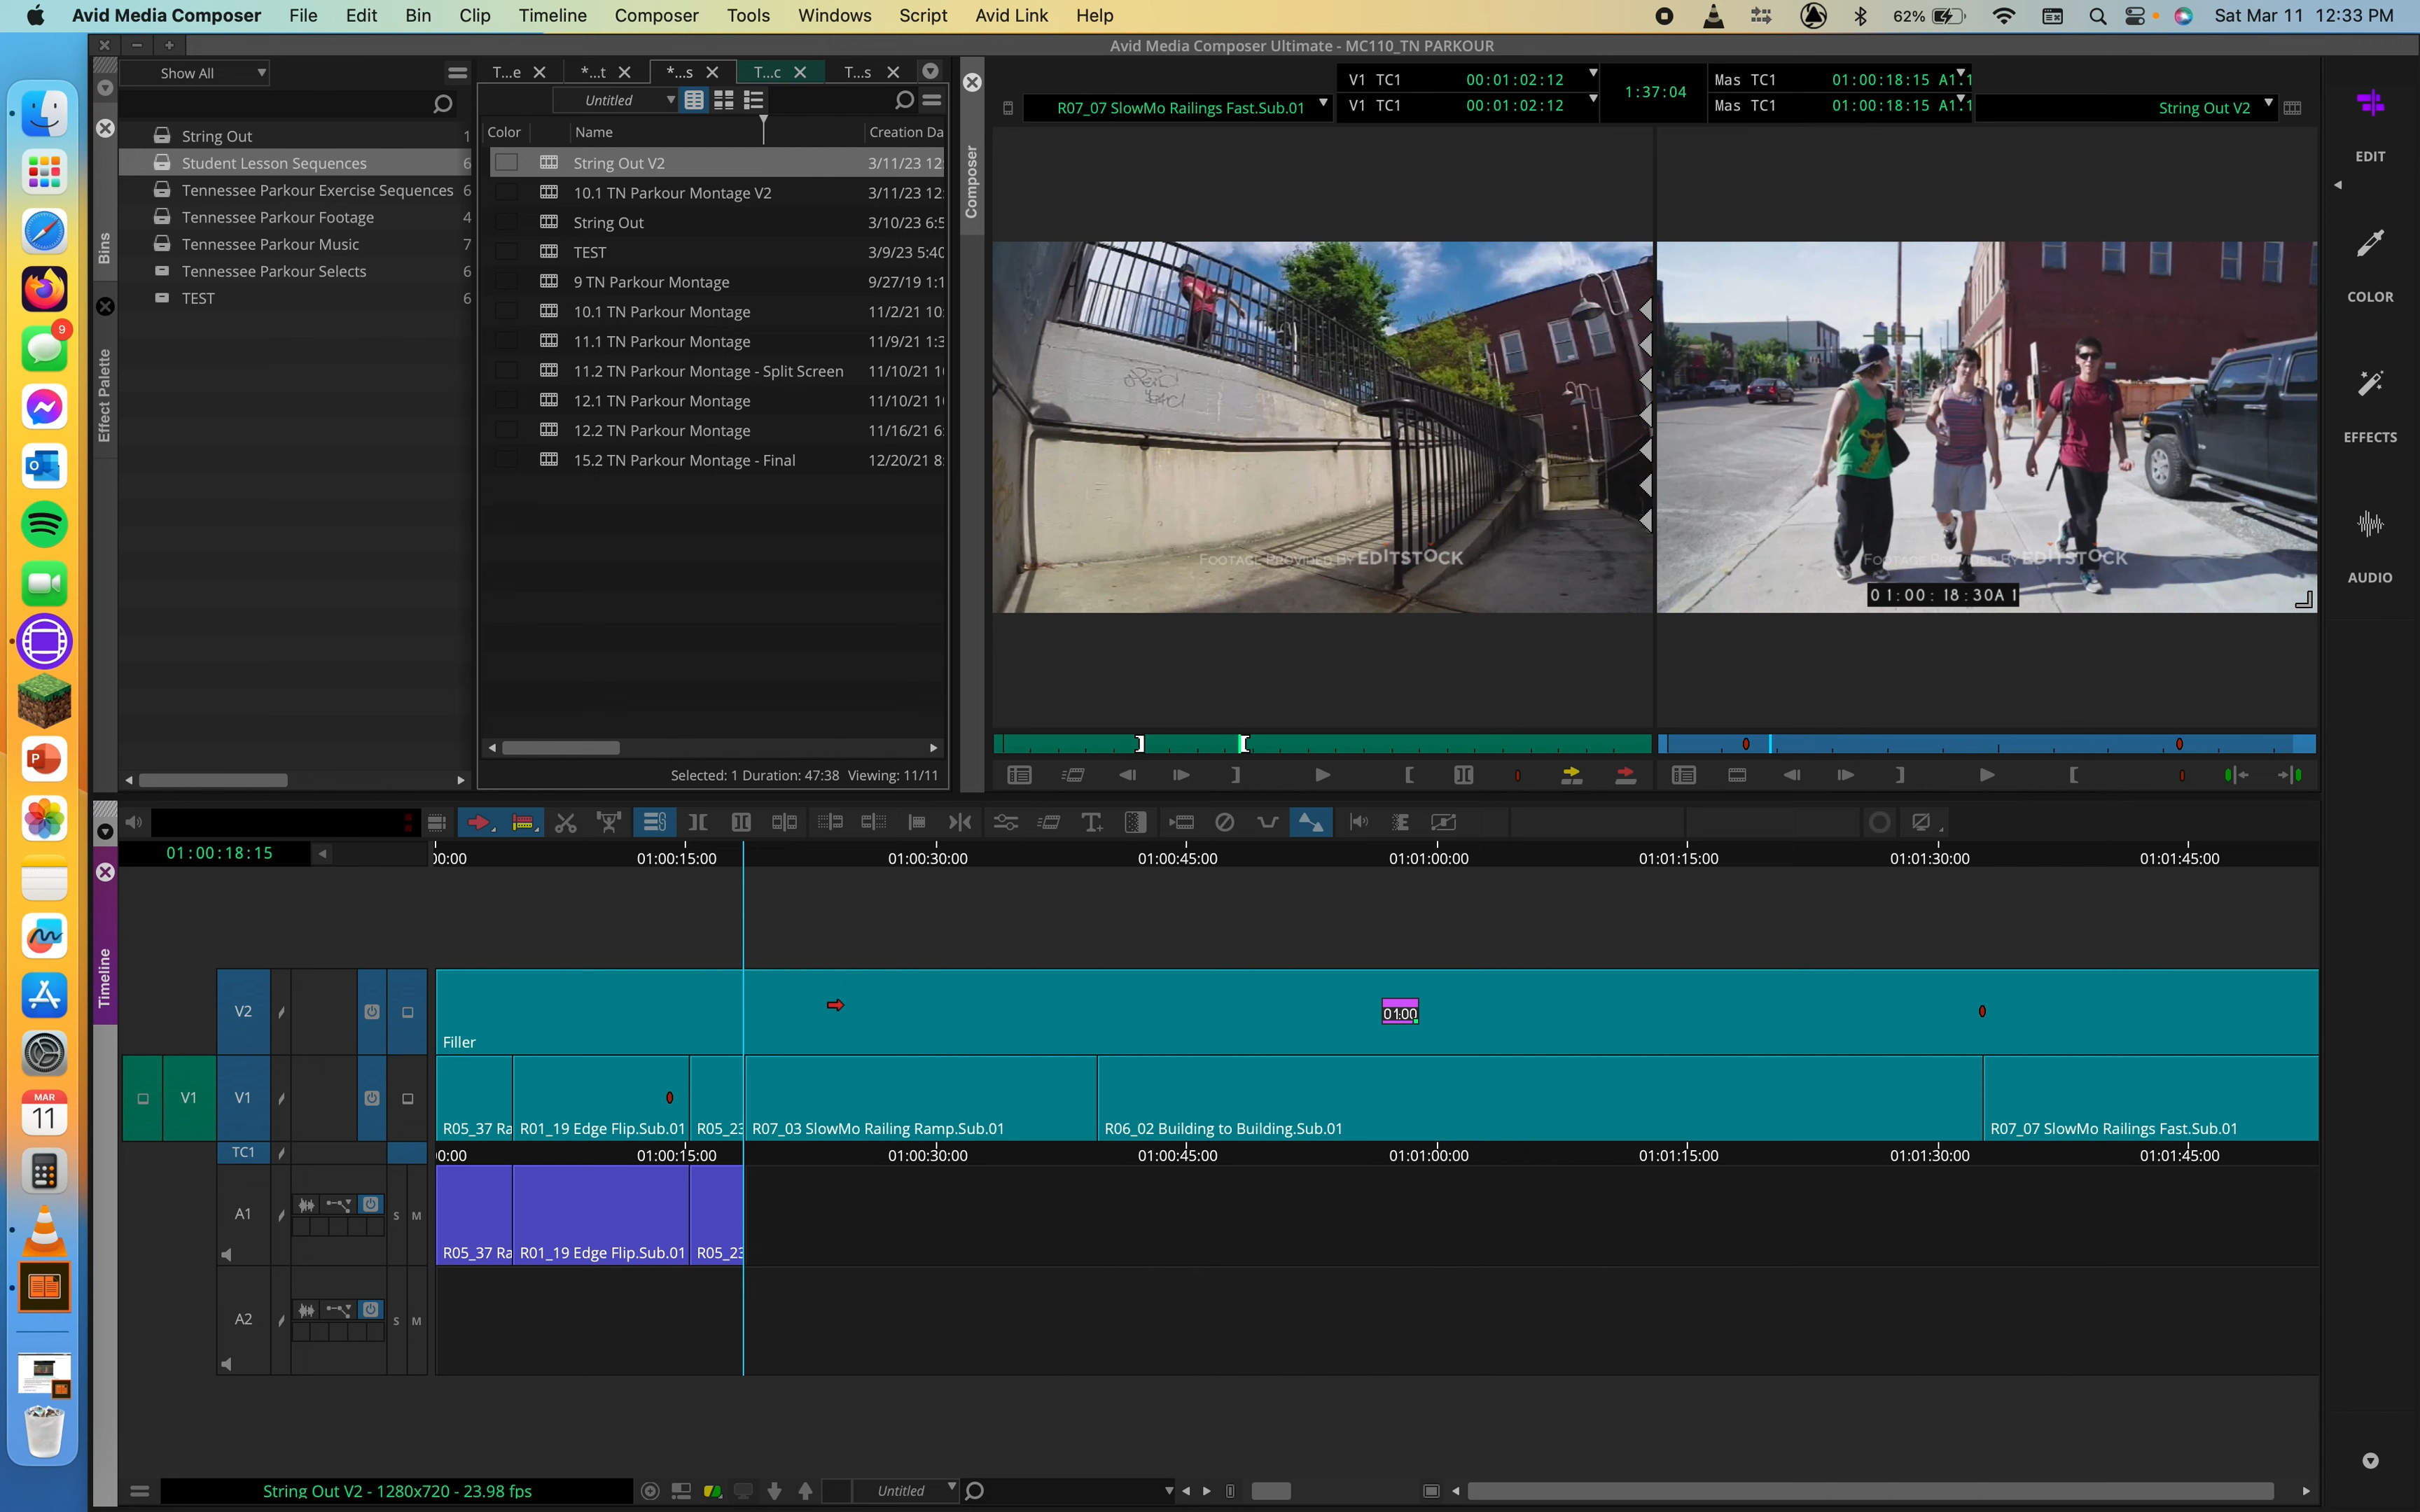 Avid Media Composer File Edit Bin Clip Timeline Composer Tools Windows Script Avid Link Help 62% Sat Mar 11 12:33 PM
Avid Media Composer Ultimate - MC110_TN PARKOUR
Show All
String Out 1
Student Lesson Sequences 6
Tennessee Parkour Exercise Sequences 6
Tennessee Parkour Footage 4
Tennessee Parkour Music 7
Tennessee Parkour Selects 6
TEST 6
Bins
Effect Palette
T...e *...t *...s T...c T...s
Untitled
Color Name Creation Da
String Out V2 3/11/23 12:
10.1 TN Parkour Montage V2 3/11/23 12:
String Out 3/10/23 6:5
TEST 3/9/23 5:40
9 TN Parkour Montage 9/27/19 1:1
10.1 TN Parkour Montage 11/2/21 10:
11.1 TN Parkour Montage 11/9/21 1:3
11.2 TN Parkour Montage - Split Screen 11/10/21 1
12.1 TN Parkour Montage 11/10/21 1
12.2 TN Parkour Montage 11/16/21 6:
15.2 TN Parkour Montage - Final 12/20/21 8:
Selected: 1 Duration: 47:38 Viewing: 11/11
Composer
R07_07 SlowMo Railings Fast.Sub.01
V1 TC1 00:01:02:12
V1 TC1 00:01:02:12
1:37:04
Mas TC1 01:00:18:15 A1.1
Mas TC1 01:00:18:15 A1.1
String Out V2
FOOTAGE PROVIDED BY EDITSTOCK
FOOTAGE PROVIDED BY EDITSTOCK
01:00:18:30A1
EDIT
COLOR
EFFECTS
AUDIO
9
MAR
11
Timeline
01:00:18:15
0:00 01:00:15:00 01:00:30:00 01:00:45:00 01:01:00:00 01:01:15:00 01:01:30:00 01:01:45:00
V2
01:00
Filler
V1 V1
R05_37 Ra R01_19 Edge Flip.Sub.01 R05_23 R07_03 SlowMo Railing Ramp.Sub.01 R06_02 Building to Building.Sub.01 R07_07 SlowMo Railings Fast.Sub.01
TC1
0:00 01:00:15:00 01:00:30:00 01:00:45:00 01:01:00:00 01:01:15:00 01:01:30:00 01:01:45:00
A1 S M
R05_37 Ra R01_19 Edge Flip.Sub.01 R05_23
A2 S M
String Out V2 - 1280x720 - 23.98 fps
Untitled